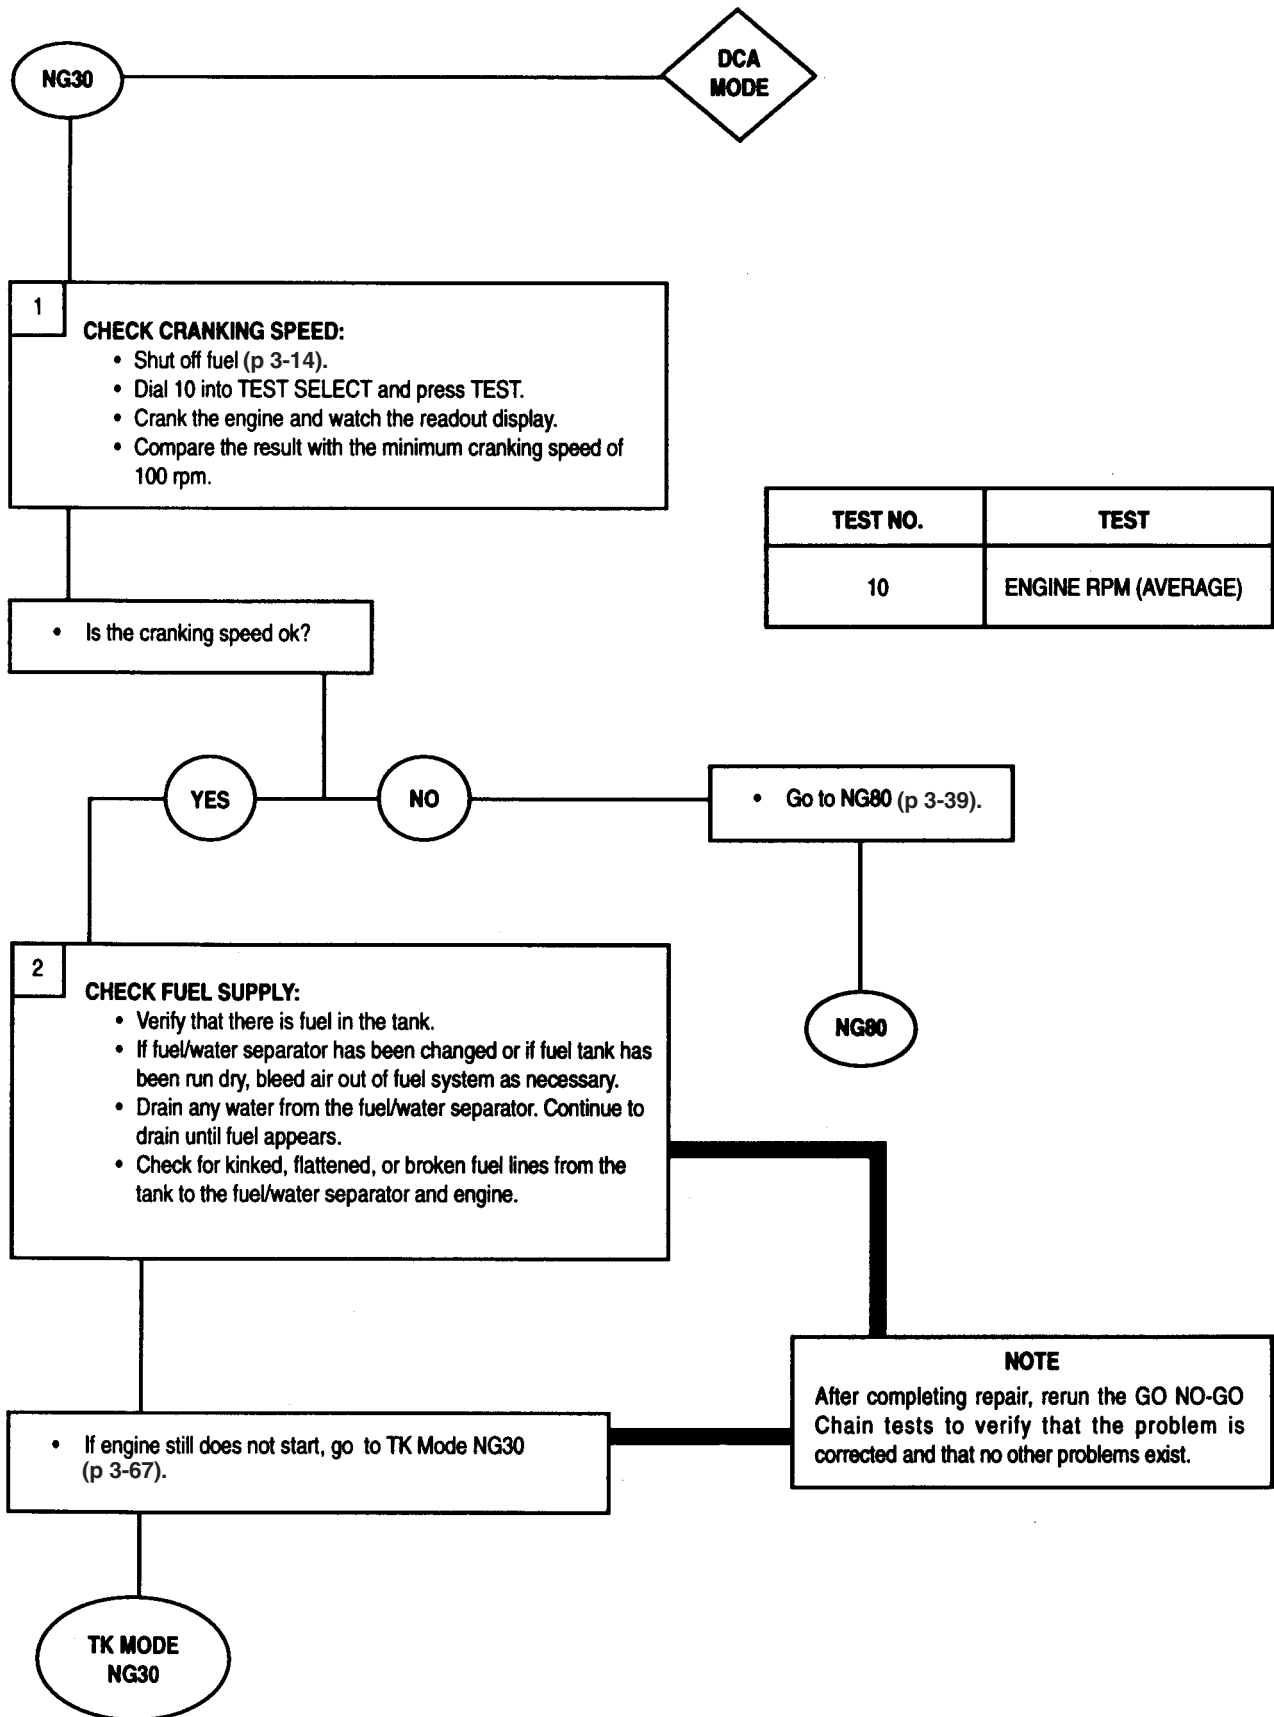 NG30
DCA
MODE
1
CHECK CRANKING SPEED:
• Shut off fuel (p 3-14).
• Dial 10 into TEST SELECT and press TEST.
• Crank the engine and watch the readout display.
• Compare the result with the minimum cranking speed of
100 rpm.
TEST NO.
TEST
10
ENGINE RPM (AVERAGE)
• Is the cranking speed ok?
YES
NO
• Go to NG80 (p 3-39).
NG80
2
CHECK FUEL SUPPLY:
• Verify that there is fuel in the tank.
• If fuel/water separator has been changed or if fuel tank has
been run dry, bleed air out of fuel system as necessary.
• Drain any water from the fuel/water separator. Continue to
drain until fuel appears.
• Check for kinked, flattened, or broken fuel lines from the
tank to the fuel/water separator and engine.
NOTE
After completing repair, rerun the GO NO-GO
Chain tests to verify that the problem is
corrected and that no other problems exist.
• If engine still does not start, go to TK Mode NG30
(p 3-67).
TK MODE
NG30